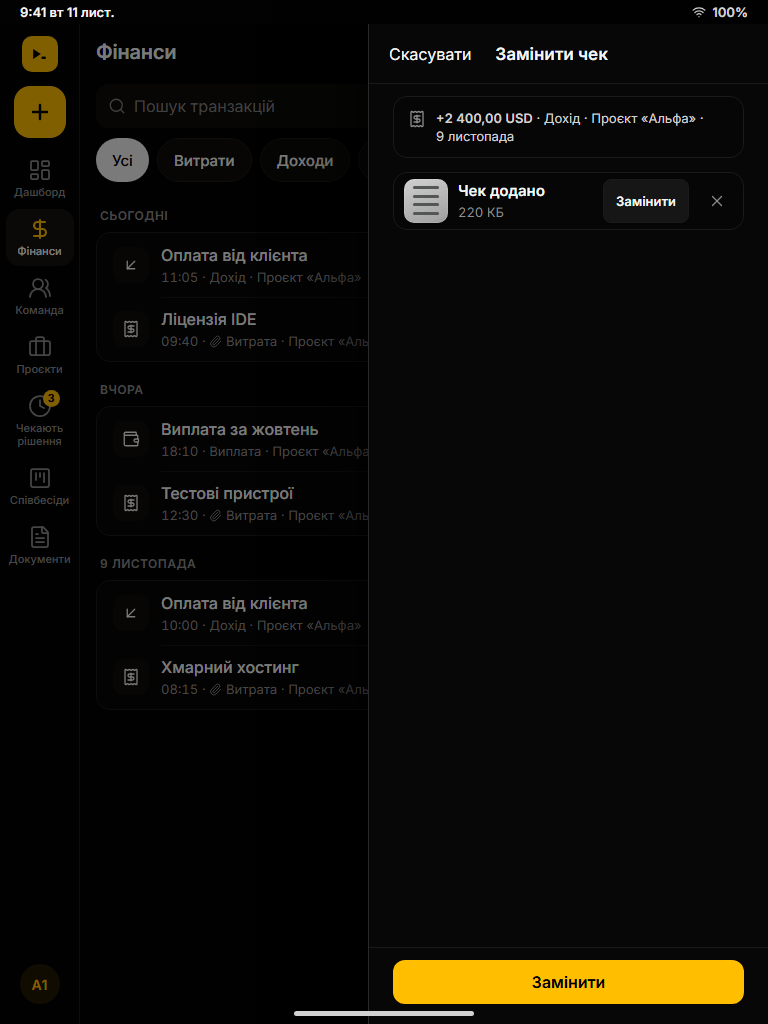 9:41 вт 11 лист.
100%
Фінанси
Пошук транзакцій
Усі
Витрати
Доходи
Дашборд
Фінанси
Команда
Проєкти
3
Чекають
рішення
Співбесіди
Документи
A1
СЬОГОДНІ
Оплата від клієнта
11:05 · Дохід · Проєкт «Альфа»
Ліцензія IDE
09:40 · Витрата · Проєкт «Аль
ВЧОРА
Виплата за жовтень
18:10 · Виплата · Проєкт «Альфа
Тестові пристрої
12:30 · Витрата · Проєкт «Аль
9 ЛИСТОПАДА
Оплата від клієнта
10:00 · Дохід · Проєкт «Альфа»
Хмарний хостинг
08:15 · Витрата · Проєкт «Аль
Скасувати
Замінити чек
+2 400,00 USD · Дохід · Проєкт «Альфа» ·
9 листопада
Чек додано
220 КБ
Замінити
Замінити